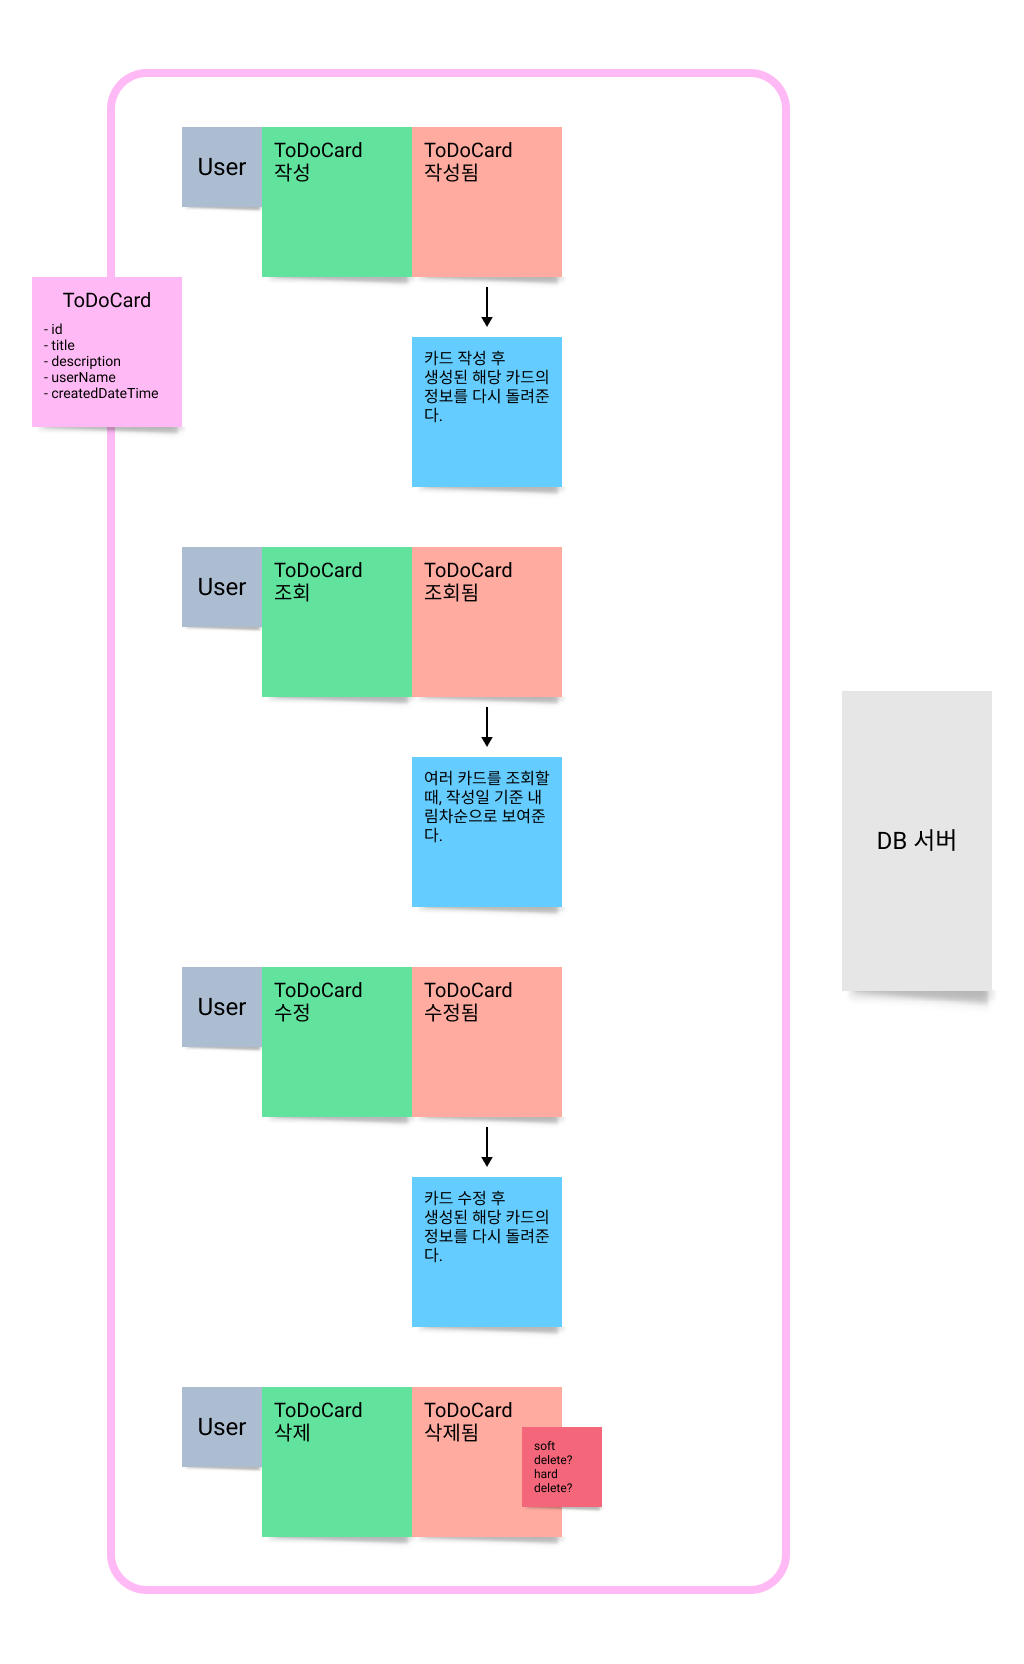 User
ToDoCard
작성
ToDoCard
작성됨
ToDoCard
- id
- title
- description
- userName
- createdDateTime
카드 작성 후
생성된 해당 카드의
정보를 다시 돌려준
다.
User
ToDoCard
조회
ToDoCard
조회됨
여러 카드를 조회할
때, 작성일 기준 내
림차순으로 보여준
다.
DB 서버
User
ToDoCard
수정
ToDoCard
수정됨
카드 수정 후
생성된 해당 카드의
정보를 다시 돌려준
다.
User
ToDoCard
삭제
ToDoCard
삭제됨
soft
delete?
hard
delete?